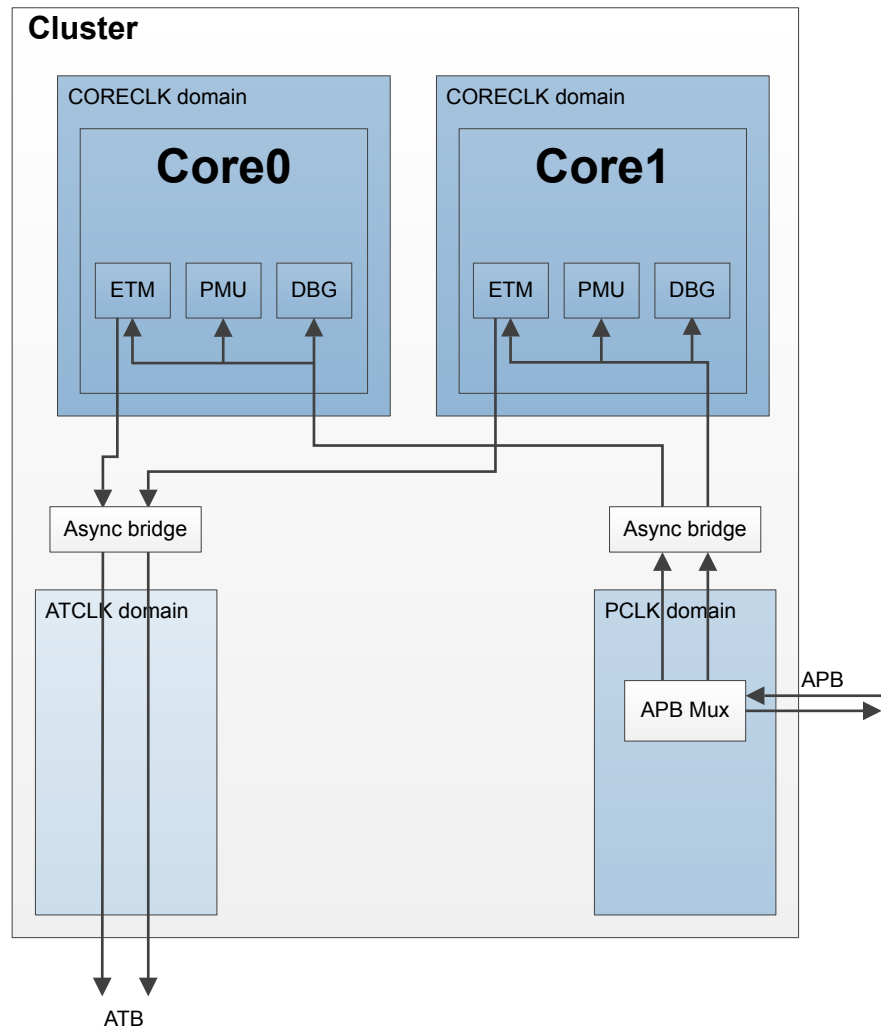 Cluster
CORECLK domain
CORECLK domain
Core0
Core1
ETM
PMU
DBG
ETM
PMU
DBG
Async bridge
Async bridge
ATCLK domain
PCLK domain
APB
APB Mux
ATB